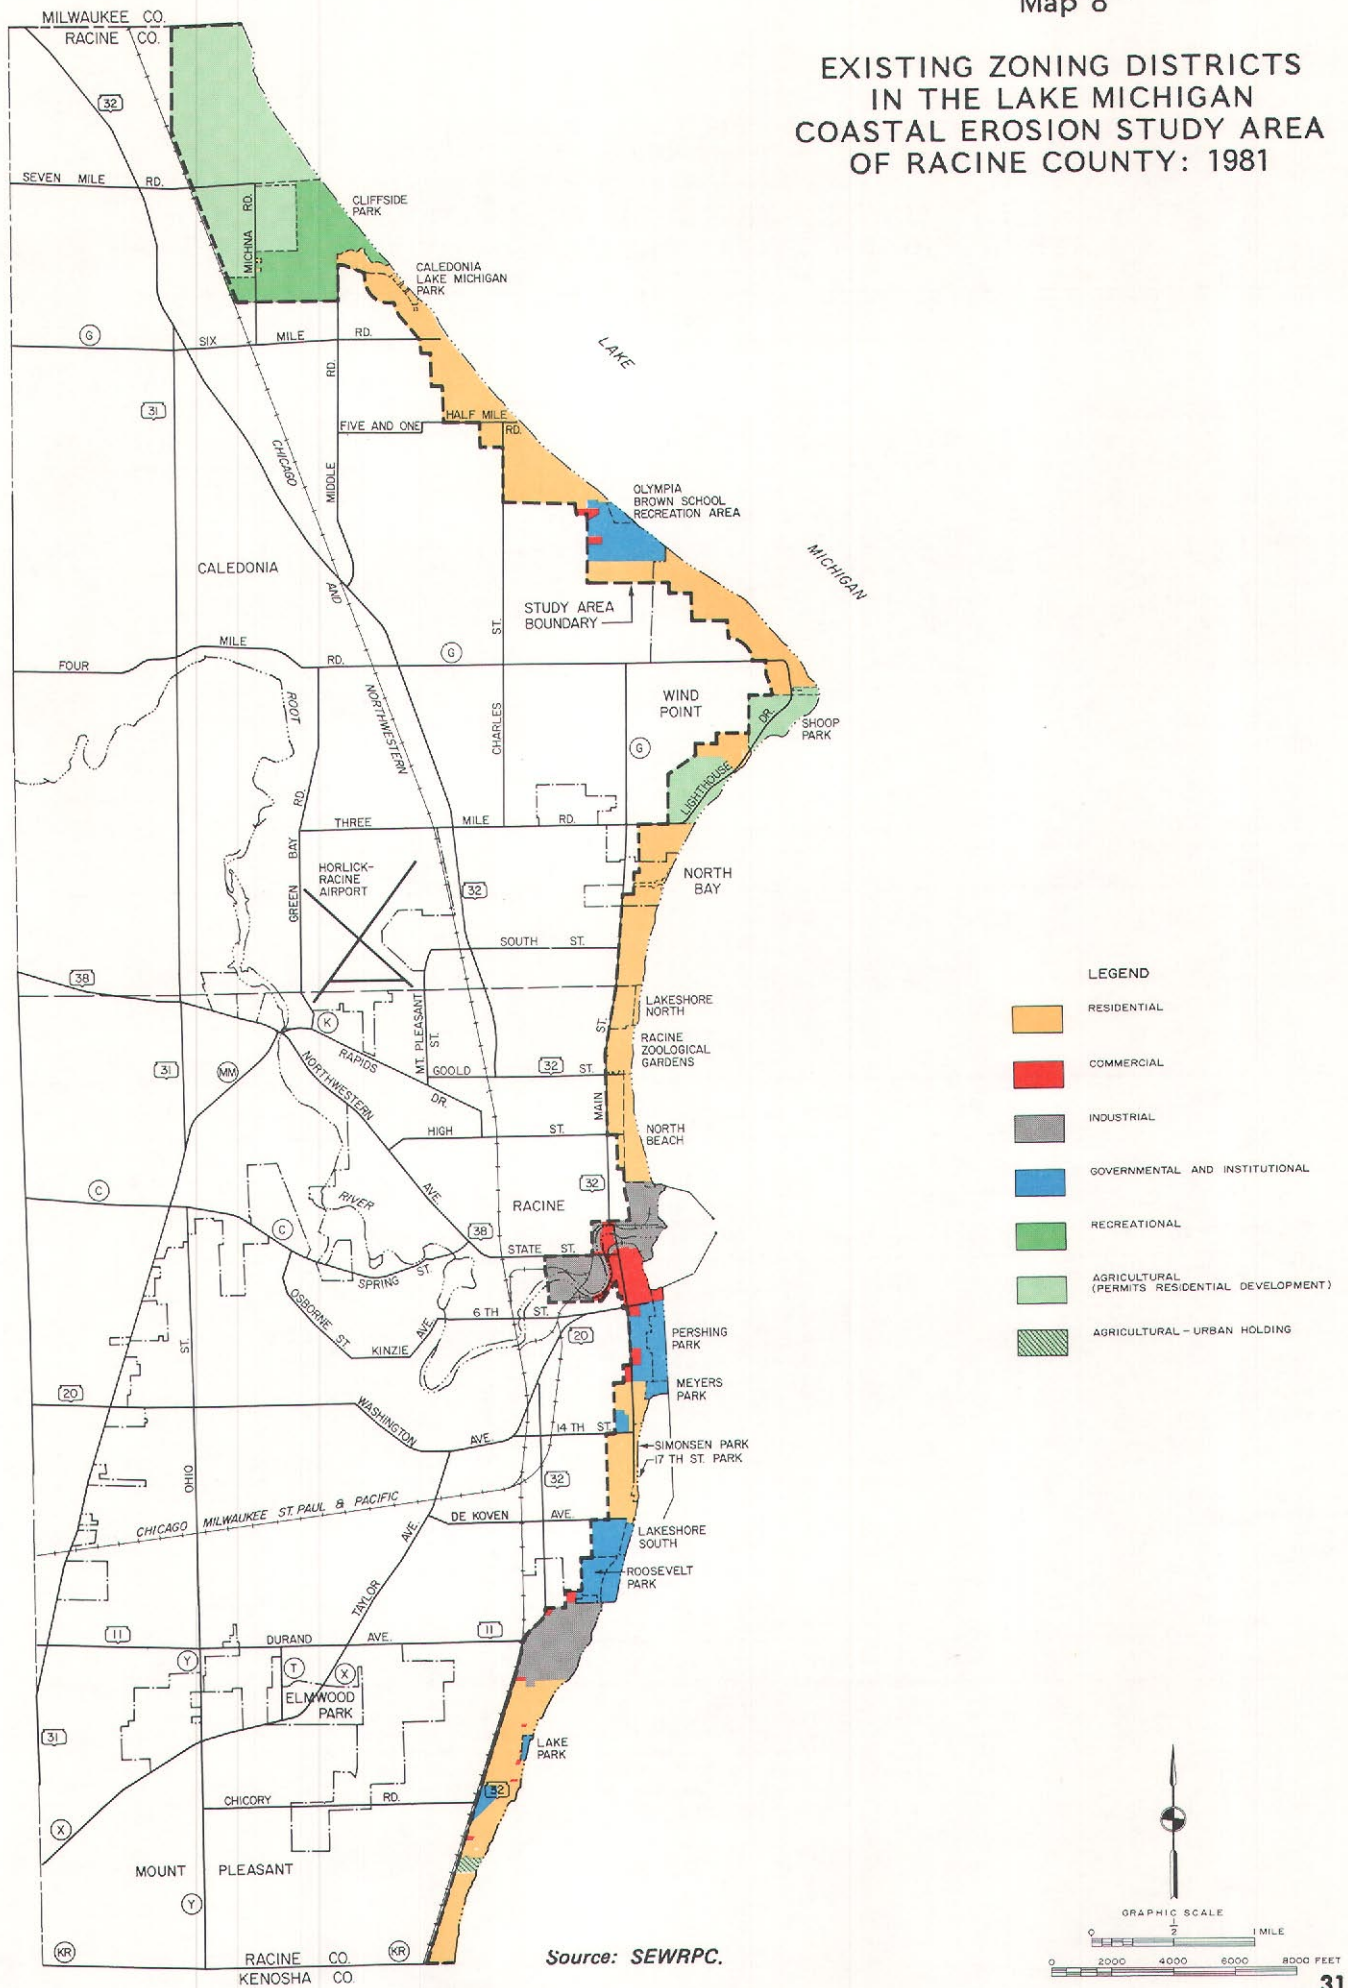 Map 8
EXISTING ZONING DISTRICTS
IN THE LAKE MICHIGAN
COASTAL EROSION STUDY AREA
OF RACINE COUNTY: 1981
MILWAUKEE CO.
RACINE CO.
32
SEVEN MILE RD.
MICHNA RD.
CLIFFSIDE
PARK
CALEDONIA
LAKE MICHIGAN
PARK
G
SIX MILE RD.
LAKE
31
RD.
HALF MILE
FIVE AND ONE
RD.
CHICAGO
MIDDLE
OLYMPIA
BROWN SCHOOL
RECREATION AREA
MICHIGAN
CALEDONIA
AND
STUDY AREA
BOUNDARY
ST.
MILE
FOUR
RD.
G
ROOT
NORTHWESTERN
WIND
POINT
DR.
SHOOP
PARK
CHARLES
G
LIGHTHOUSE
RD.
THREE MILE RD.
BAY
HORLICK-
RACINE
AIRPORT
GREEN
32
NORTH
BAY
SOUTH ST.
38
LAKESHORE
NORTH
MT. PLEASANT
ST.
K
ST.
RACINE
ZOOLOGICAL
GARDENS
RAPIDS
31
MM
NORTHWESTERN
GOOLD
32
ST.
DR.
MAIN
HIGH ST.
NORTH
BEACH
C
RIVER
AVE.
32
RACINE
C
38
STATE ST.
SPRING ST.
OSBORNE
ST.
6 TH ST.
AVE.
KINZIE
20
PERSHING
PARK
ST.
20
MEYERS
PARK
WASHINGTON
AVE.
14 TH ST.
SIMONSEN PARK
17 TH ST. PARK
OHIO
32
CHICAGO MILWAUKEE ST. PAUL & PACIFIC
AVE.
DE KOVEN AVE.
LAKESHORE
SOUTH
ROOSEVELT
PARK
TAYLOR
11
DURAND AVE.
11
Y
T
X
ELMWOOD
PARK
31
LAKE
PARK
32
CHICORY RD.
X
MOUNT PLEASANT
Y
KR
RACINE CO.
KR
KENOSHA CO.
Source: SEWRPC.
LEGEND
RESIDENTIAL
COMMERCIAL
INDUSTRIAL
GOVERNMENTAL AND INSTITUTIONAL
RECREATIONAL
AGRICULTURAL
(PERMITS RESIDENTIAL DEVELOPMENT)
AGRICULTURAL - URBAN HOLDING
GRAPHIC SCALE
0 1/2 1 MILE
0 2000 4000 6000 8000 FEET
31